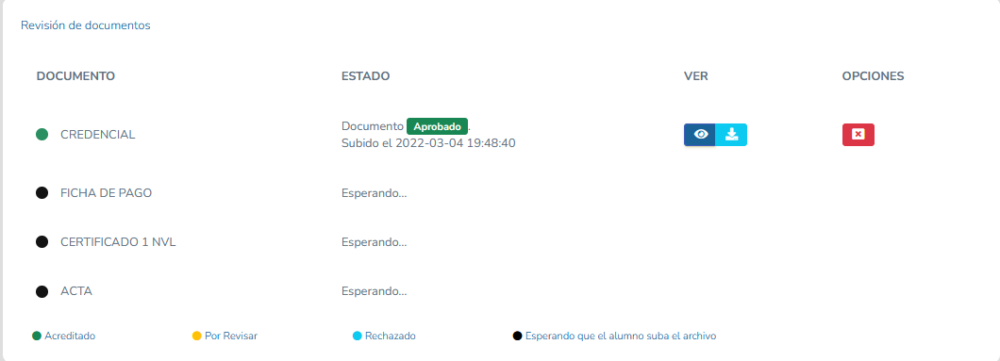 Revisión de documentos
DOCUMENTO ESTADO VER OPCIONES
CREDENCIAL Documento Aprobado.
Subido el 2022-03-04 19:48:40
FICHA DE PAGO Esperando...
CERTIFICADO 1 NVL Esperando...
ACTA Esperando...
Acreditado Por Revisar Rechazado Esperando que el alumno suba el archivo